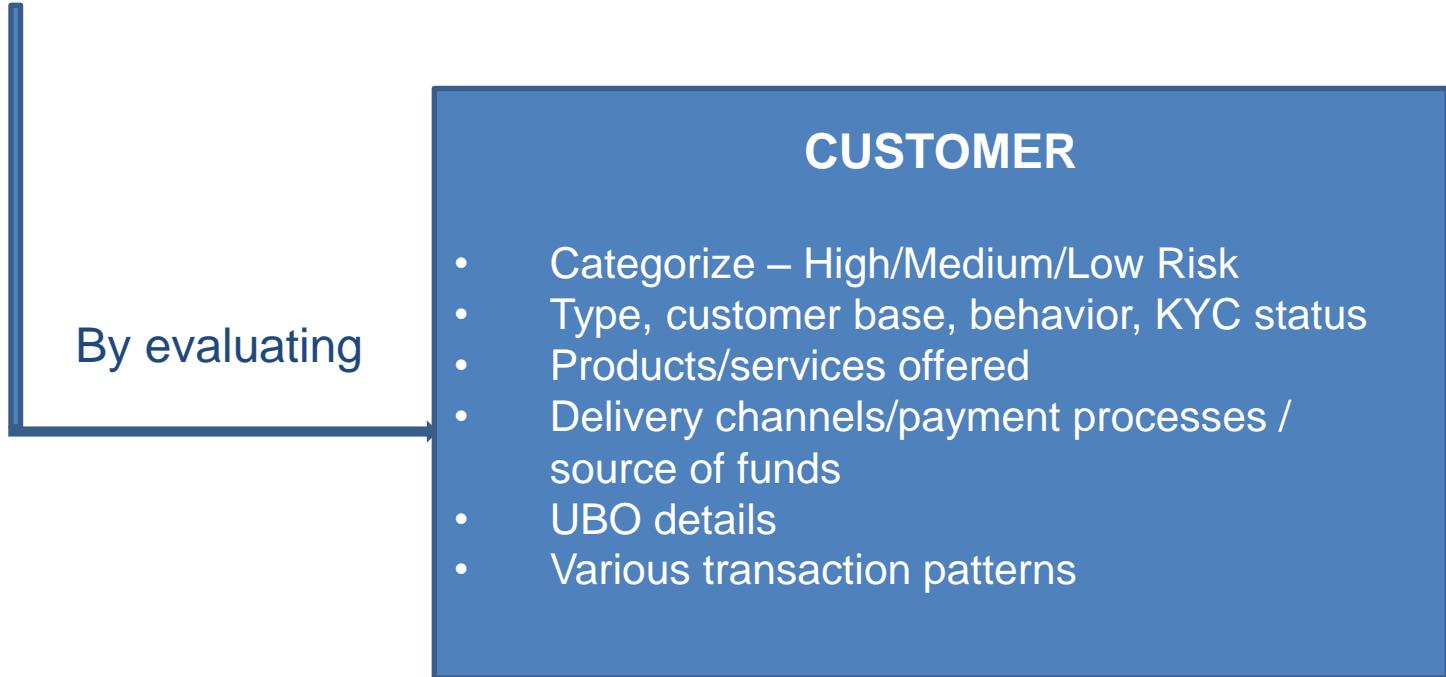 CUSTOMER
• Categorize – High/Medium/Low Risk
• Type, customer base, behavior, KYC status
By evaluating
• Products/services offered
• Delivery channels/payment processes /
source of funds
• UBO details
• Various transaction patterns